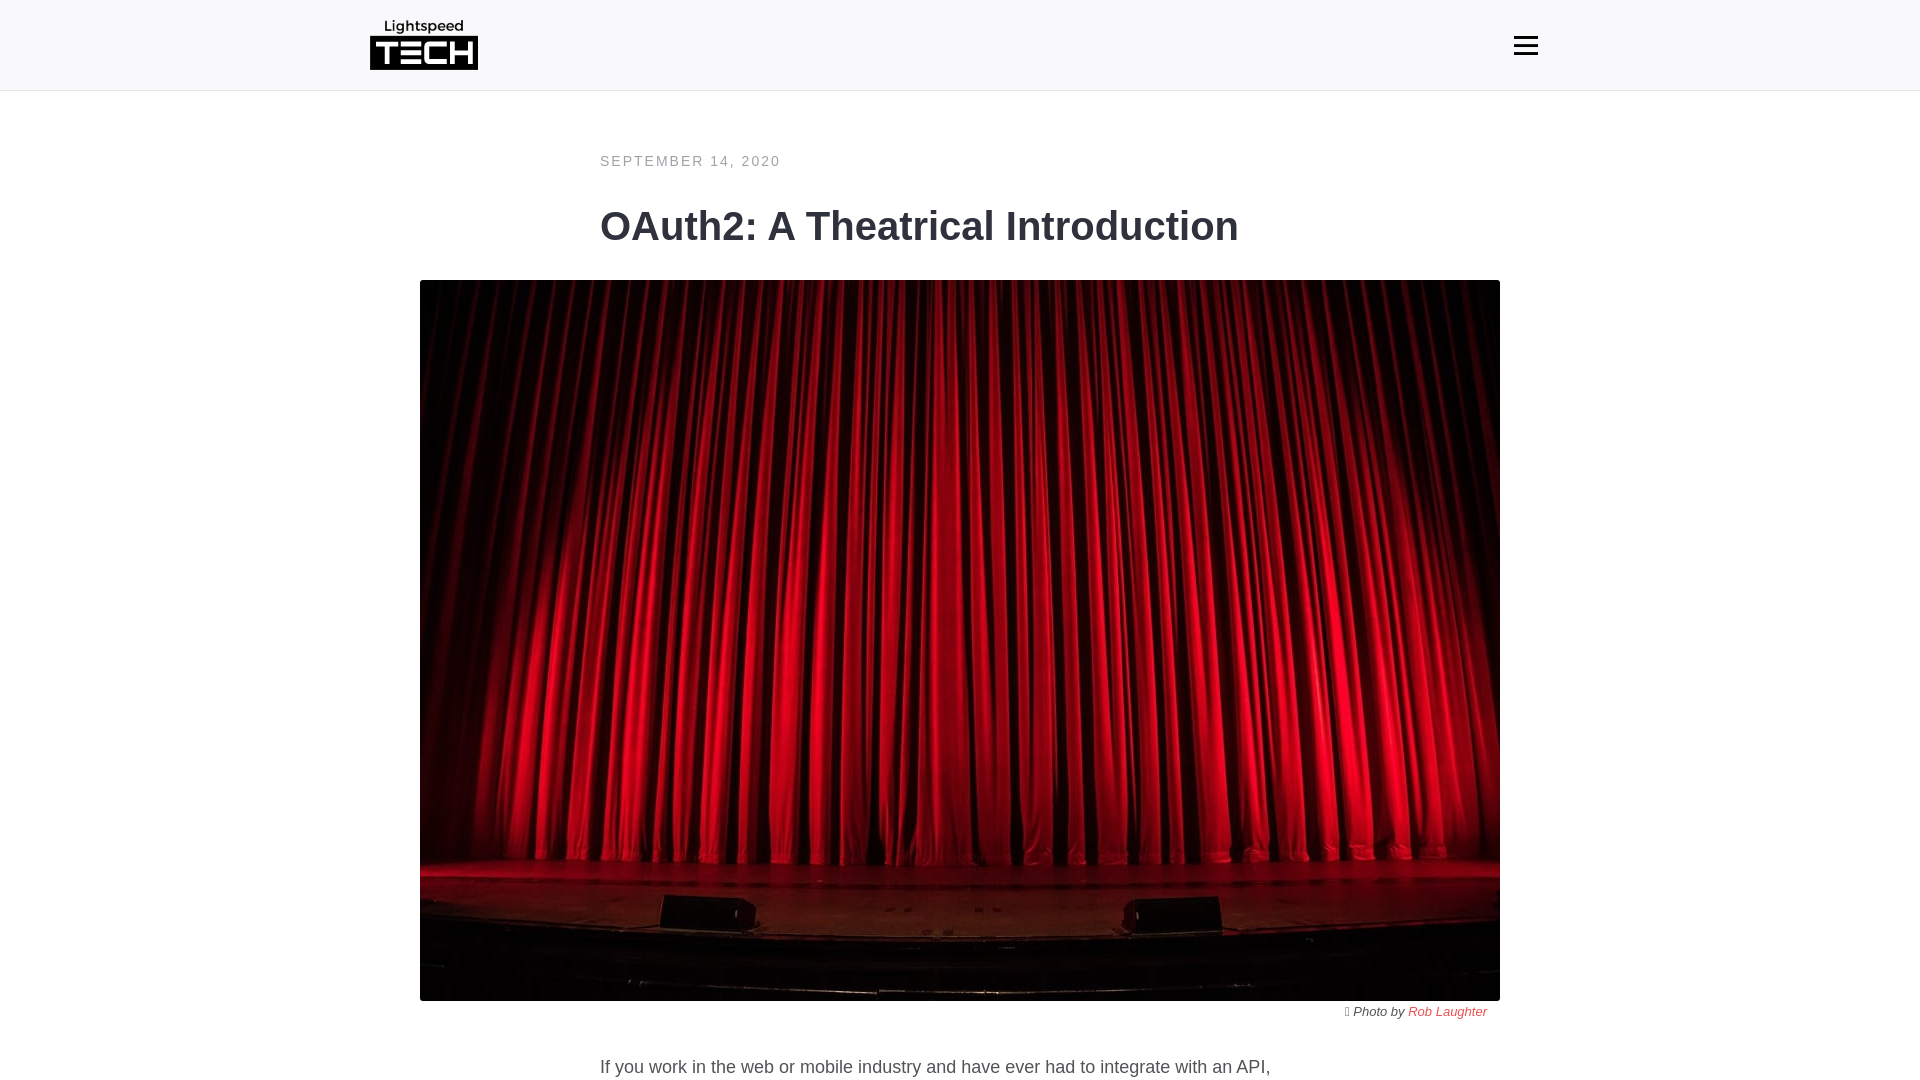 Lightspeed
TECH
SEPTEMBER 14, 2020
OAuth2: A Theatrical Introduction
Photo by Rob Laughter
If you work in the web or mobile industry and have ever had to integrate with an API,